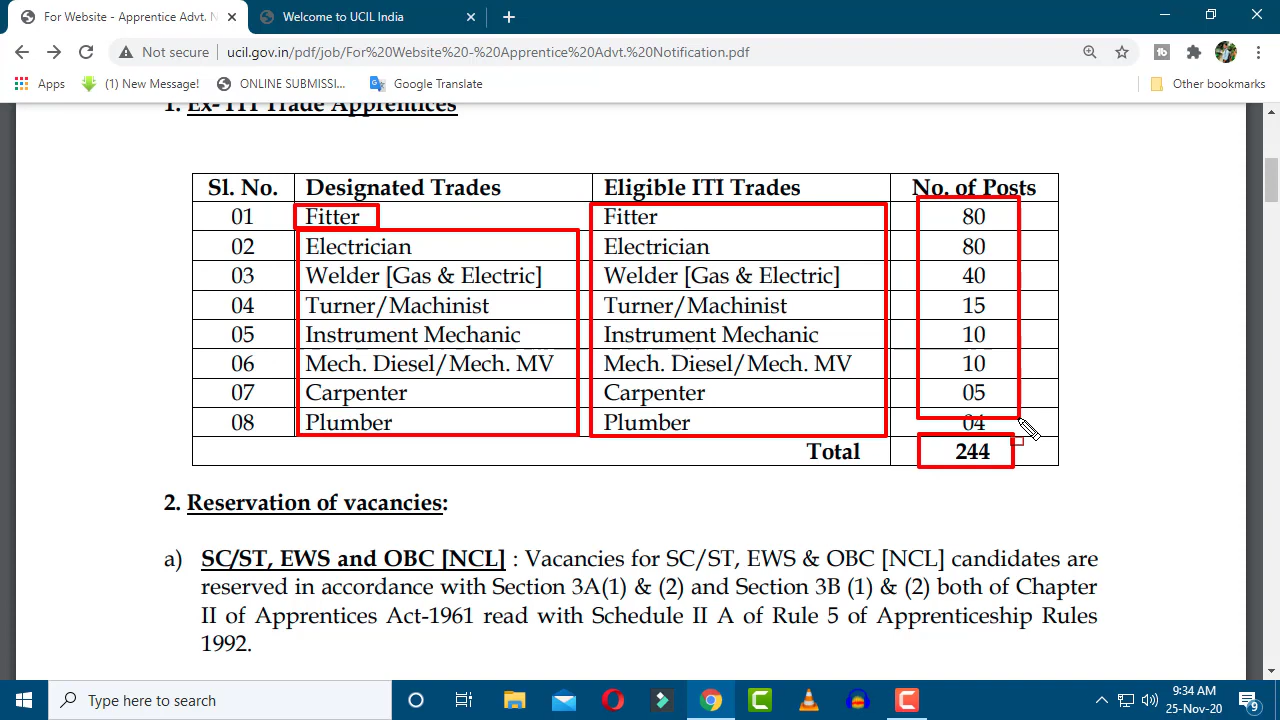 For Website - Apprentice Advt. N
Welcome to UCIL India
Not secure | ucil.gov.in/pdf/job/For%20Website%20-%20Apprentice%20Advt.%20Notification.pdf
Apps (1) New Message! ONLINE SUBMISSI... Google Translate Other bookmarks
1. Ex- ITI Trade Apprentices
Sl. No. Designated Trades Eligible ITI Trades No. of Posts
01 Fitter Fitter 80
02 Electrician Electrician 80
03 Welder [Gas & Electric] Welder [Gas & Electric] 40
04 Turner/Machinist Turner/Machinist 15
05 Instrument Mechanic Instrument Mechanic 10
06 Mech. Diesel/Mech. MV Mech. Diesel/Mech. MV 10
07 Carpenter Carpenter 05
08 Plumber Plumber 04
Total 244
2. Reservation of vacancies:
a) SC/ST, EWS and OBC [NCL] : Vacancies for SC/ST, EWS & OBC [NCL] candidates are
reserved in accordance with Section 3A(1) & (2) and Section 3B (1) & (2) both of Chapter
II of Apprentices Act-1961 read with Schedule II A of Rule 5 of Apprenticeship Rules
1992.
Type here to search
9:34 AM
25-Nov-20
9